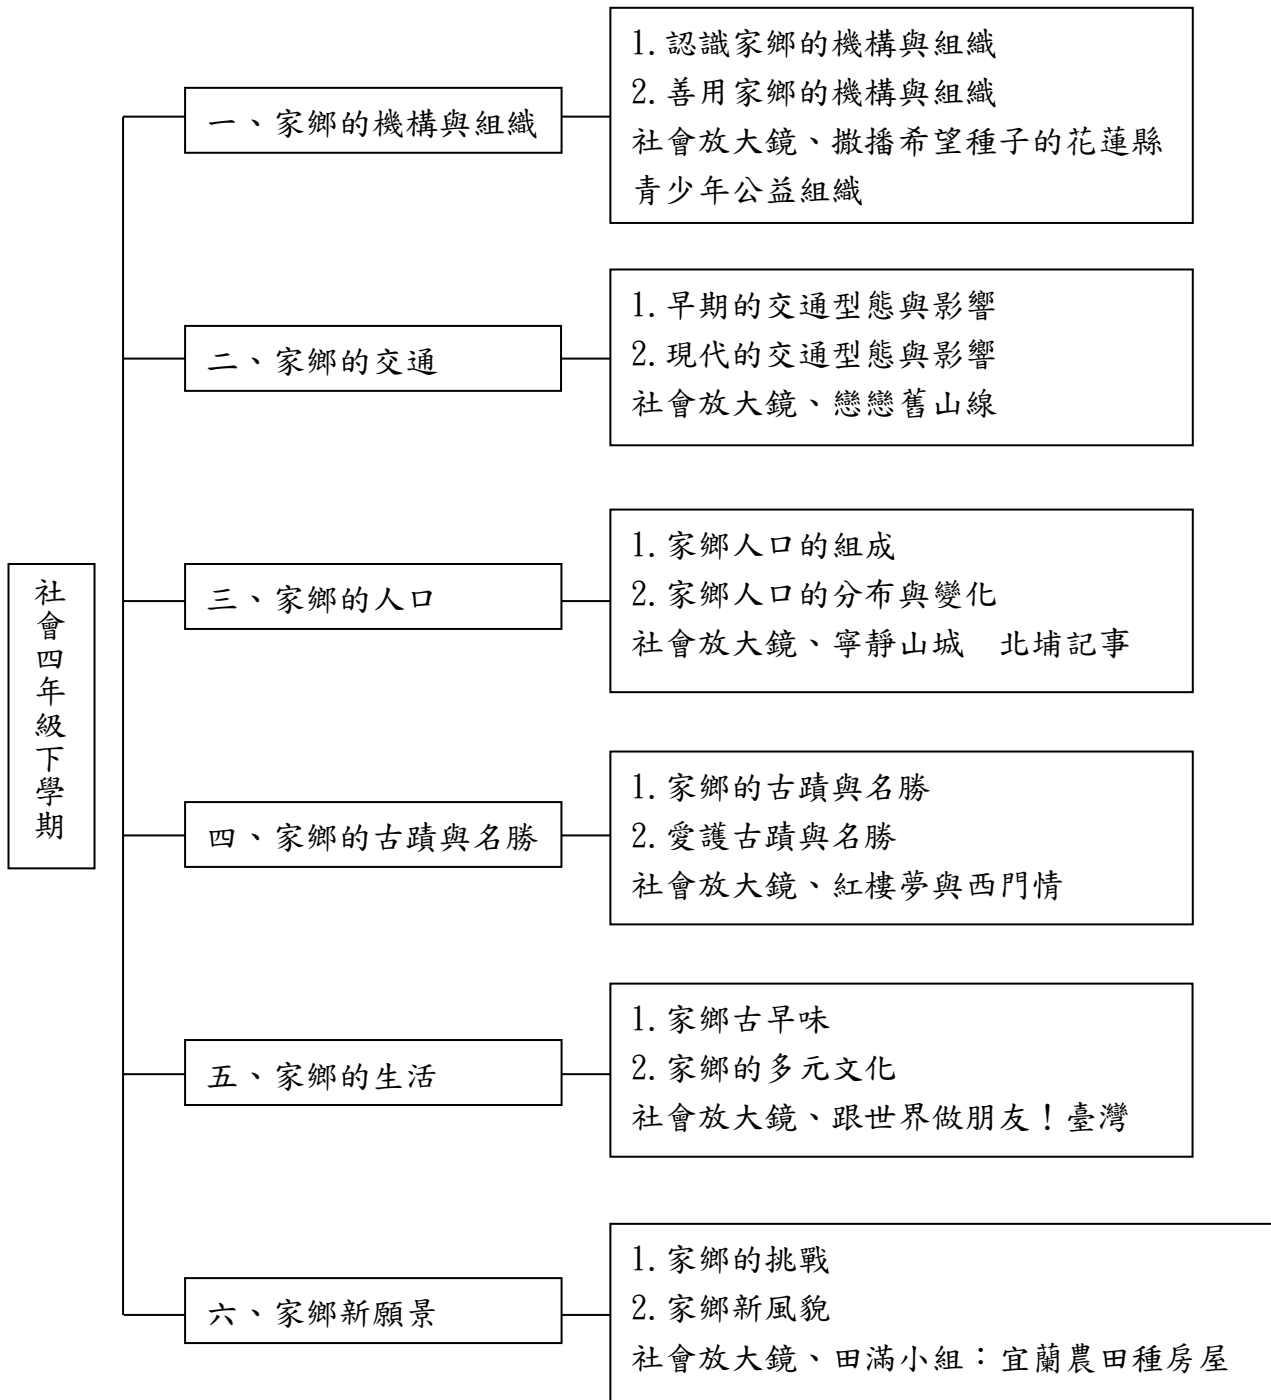 社會四年級下學期
一、家鄉的機構與組織
1.認識家鄉的機構與組織
2.善用家鄉的機構與組織
社會放大鏡、撒播希望種子的花蓮縣
青少年公益組織
二、家鄉的交通
1.早期的交通型態與影響
2.現代的交通型態與影響
社會放大鏡、戀戀舊山線
三、家鄉的人口
1.家鄉人口的組成
2.家鄉人口的分布與變化
社會放大鏡、寧靜山城　北埔記事
四、家鄉的古蹟與名勝
1.家鄉的古蹟與名勝
2.愛護古蹟與名勝
社會放大鏡、紅樓夢與西門情
五、家鄉的生活
1.家鄉古早味
2.家鄉的多元文化
社會放大鏡、跟世界做朋友！臺灣
六、家鄉新願景
1.家鄉的挑戰
2.家鄉新風貌
社會放大鏡、田滿小組：宜蘭農田種房屋